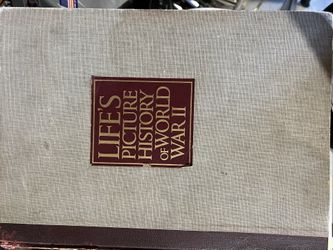 LIFE'S
PICTURE
HISTORY
OF WORLD
WAR II